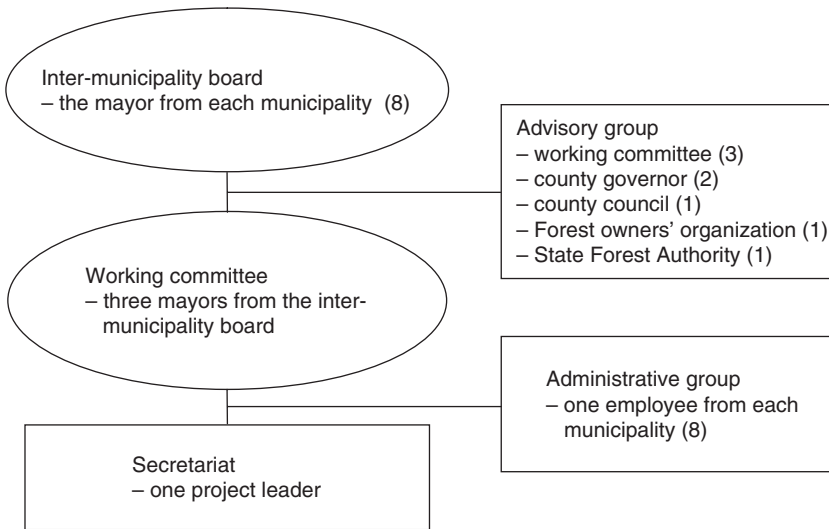 Inter-municipality board
– the mayor from each municipality (8)
Advisory group
– working committee (3)
– county governor (2)
– county council (1)
– Forest owners’ organization (1)
– State Forest Authority (1)
Working committee
– three mayors from the inter-
municipality board
Administrative group
– one employee from each
municipality (8)
Secretariat
– one project leader